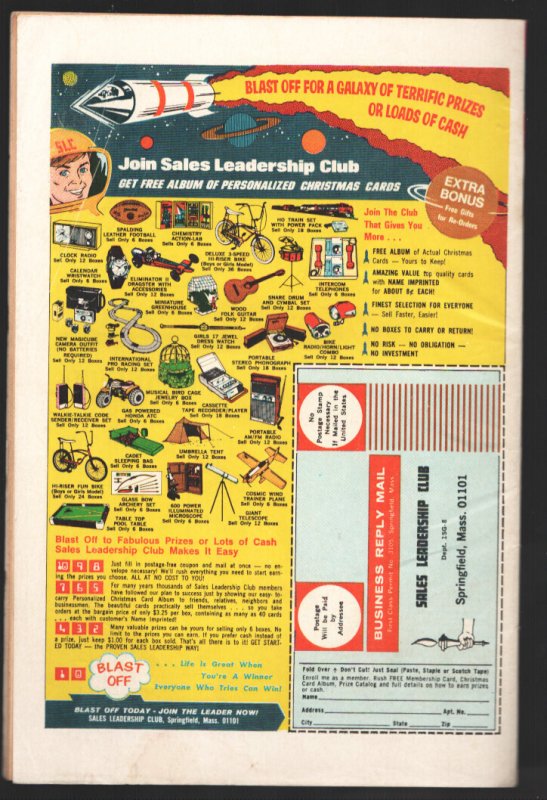 BLAST OFF FOR A GALAXY OF TERRIFIC PRIZES
OR LOADS OF CASH
SLC
Join Sales Leadership Club
GET FREE ALBUM OF PERSONALIZED CHRISTMAS CARDS
EXTRA
BONUS
Free Gifts
for Re-Orders
CLOCK RADIO
Sell Only 12 Boxes
SPALDING
LEATHER FOOTBALL
Sell Only 6 Boxes
CHEMISTRY
ACTION-LAB
Sell Only 6 Boxes
DELUXE 3-SPEED
HI-RISER BIKE
(Boys or Girls Model)
Sell Only 36 Boxes
HO TRAIN SET
WITH POWER PACK
Sell Only 18 Boxes
CALENDAR
WRISTWATCH
Sell Only 6 Boxes
ELIMINATOR II
DRAGSTER WITH
ACCESSORIES
Sell Only 12 Boxes
MINIATURE
GREENHOUSE
Sell Only 6 Boxes
WOOD
FOLK GUITAR
Sell Only 12 Boxes
SNARE DRUM
AND CYMBAL SET
Sell Only 12 Boxes
INTERCOM
TELEPHONES
Sell Only 6 Boxes
NEW MAGICUBE
CAMERA OUTFIT
(NO BATTERIES
REQUIRED)
Sell Only 12 Boxes
INTERNATIONAL
PRO RACING SET
Sell Only 12 Boxes
GIRLS 17 JEWEL
DRESS WATCH
Sell Only 12 Boxes
PORTABLE
STEREO PHONOGRAPH
Sell Only 18 Boxes
BIKE
RADIO/HORN/LIGHT
COMBO
Sell Only 12 Boxes
MUSICAL BIRD CAGE
JEWELRY BOX
Sell Only 6 Boxes
CASSETTE
TAPE RECORDER/PLAYER
Sell Only 18 Boxes
WALKIE-TALKIE CODE
SENDER/RECEIVER SET
Sell Only 12 Boxes
GAS POWERED
HONDA ATC
Sell Only 6 Boxes
PORTABLE
AM/FM RADIO
Sell Only 12 Boxes
CADET
SLEEPING BAG
Sell Only 6 Boxes
UMBRELLA TENT
Sell Only 12 Boxes
HI-RISER FUN BIKE
(Boys or Girls Model)
Sell Only 24 Boxes
GLASS BOW
ARCHERY SET
Sell Only 6 Boxes
600 POWER
ILLUMINATED
MICROSCOPE
Sell Only 6 Boxes
GIANT
TELESCOPE
Sell Only 12 Boxes
COSMIC WIND
TRAINER PLANE
Sell Only 6 Boxes
TABLE TOP
POOL TABLE
Sell Only 6 Boxes
Join The Club
That Gives You
More . . .
FREE ALBUM of Actual Christmas
Cards — Yours to Keep!
AMAZING VALUE top quality cards
with NAME IMPRINTED
for ABOUT 8¢ EACH!
FINEST SELECTION FOR EVERYONE
— Sell Faster, Easier!
NO BOXES TO CARRY OR RETURN!
NO RISK — NO OBLIGATION —
NO INVESTMENT
Blast Off to Fabulous Prizes or Lots of Cash
Sales Leadership Club Makes It Easy
10 9 8
Just fill in postage-free coupon and mail at once — no en-
velope necessary! We'll rush everything you need to start earn-
ing the prizes you choose. ALL AT NO COST TO YOU!
7 6 5
For many years thousands of Sales Leadership Club members
have followed our plan to success just by showing our easy-to-
carry Personalized Christmas Card Album to friends, relatives, neighbors and
businessmen. The beautiful cards practically sell themselves . . . so you take
orders at the bargain price of only $3.25 per box, containing as many as 40 cards
. . . each with customer's Name Imprinted!
4 3 2
Many valuable prizes can be yours for selling only 6 boxes. No
limit to the prizes you can earn. If you prefer cash instead of
a prize, just keep $1.00 for each box sold. That's all there is to it! GET START-
ED TODAY — the PROVEN SALES LEADERSHIP WAY!
1 0
BLAST
OFF
. . . Life Is Great When
You're A Winner
Everyone Who Tries Can Win!
BLAST OFF TODAY - JOIN THE LEADER NOW!
SALES LEADERSHIP CLUB, Springfield, Mass. 01101
No
Postage Stamp
Necessary
If Mailed in the
United States
Postage
Will be Paid
by
Addressee
BUSINESS REPLY MAIL
SALES LEADERSHIP CLUB
Dept. 15G-8
Springfield, Mass. 01101
Fold Over + Don't Cut! Just Seal (Paste, Staple or Scotch Tape)
Enroll me as a member. Rush FREE Membership Card, Christmas
Card Album, Prize Catalog and full details on how to earn prizes
or cash.
Name
Address Apt. No.
City State Zip